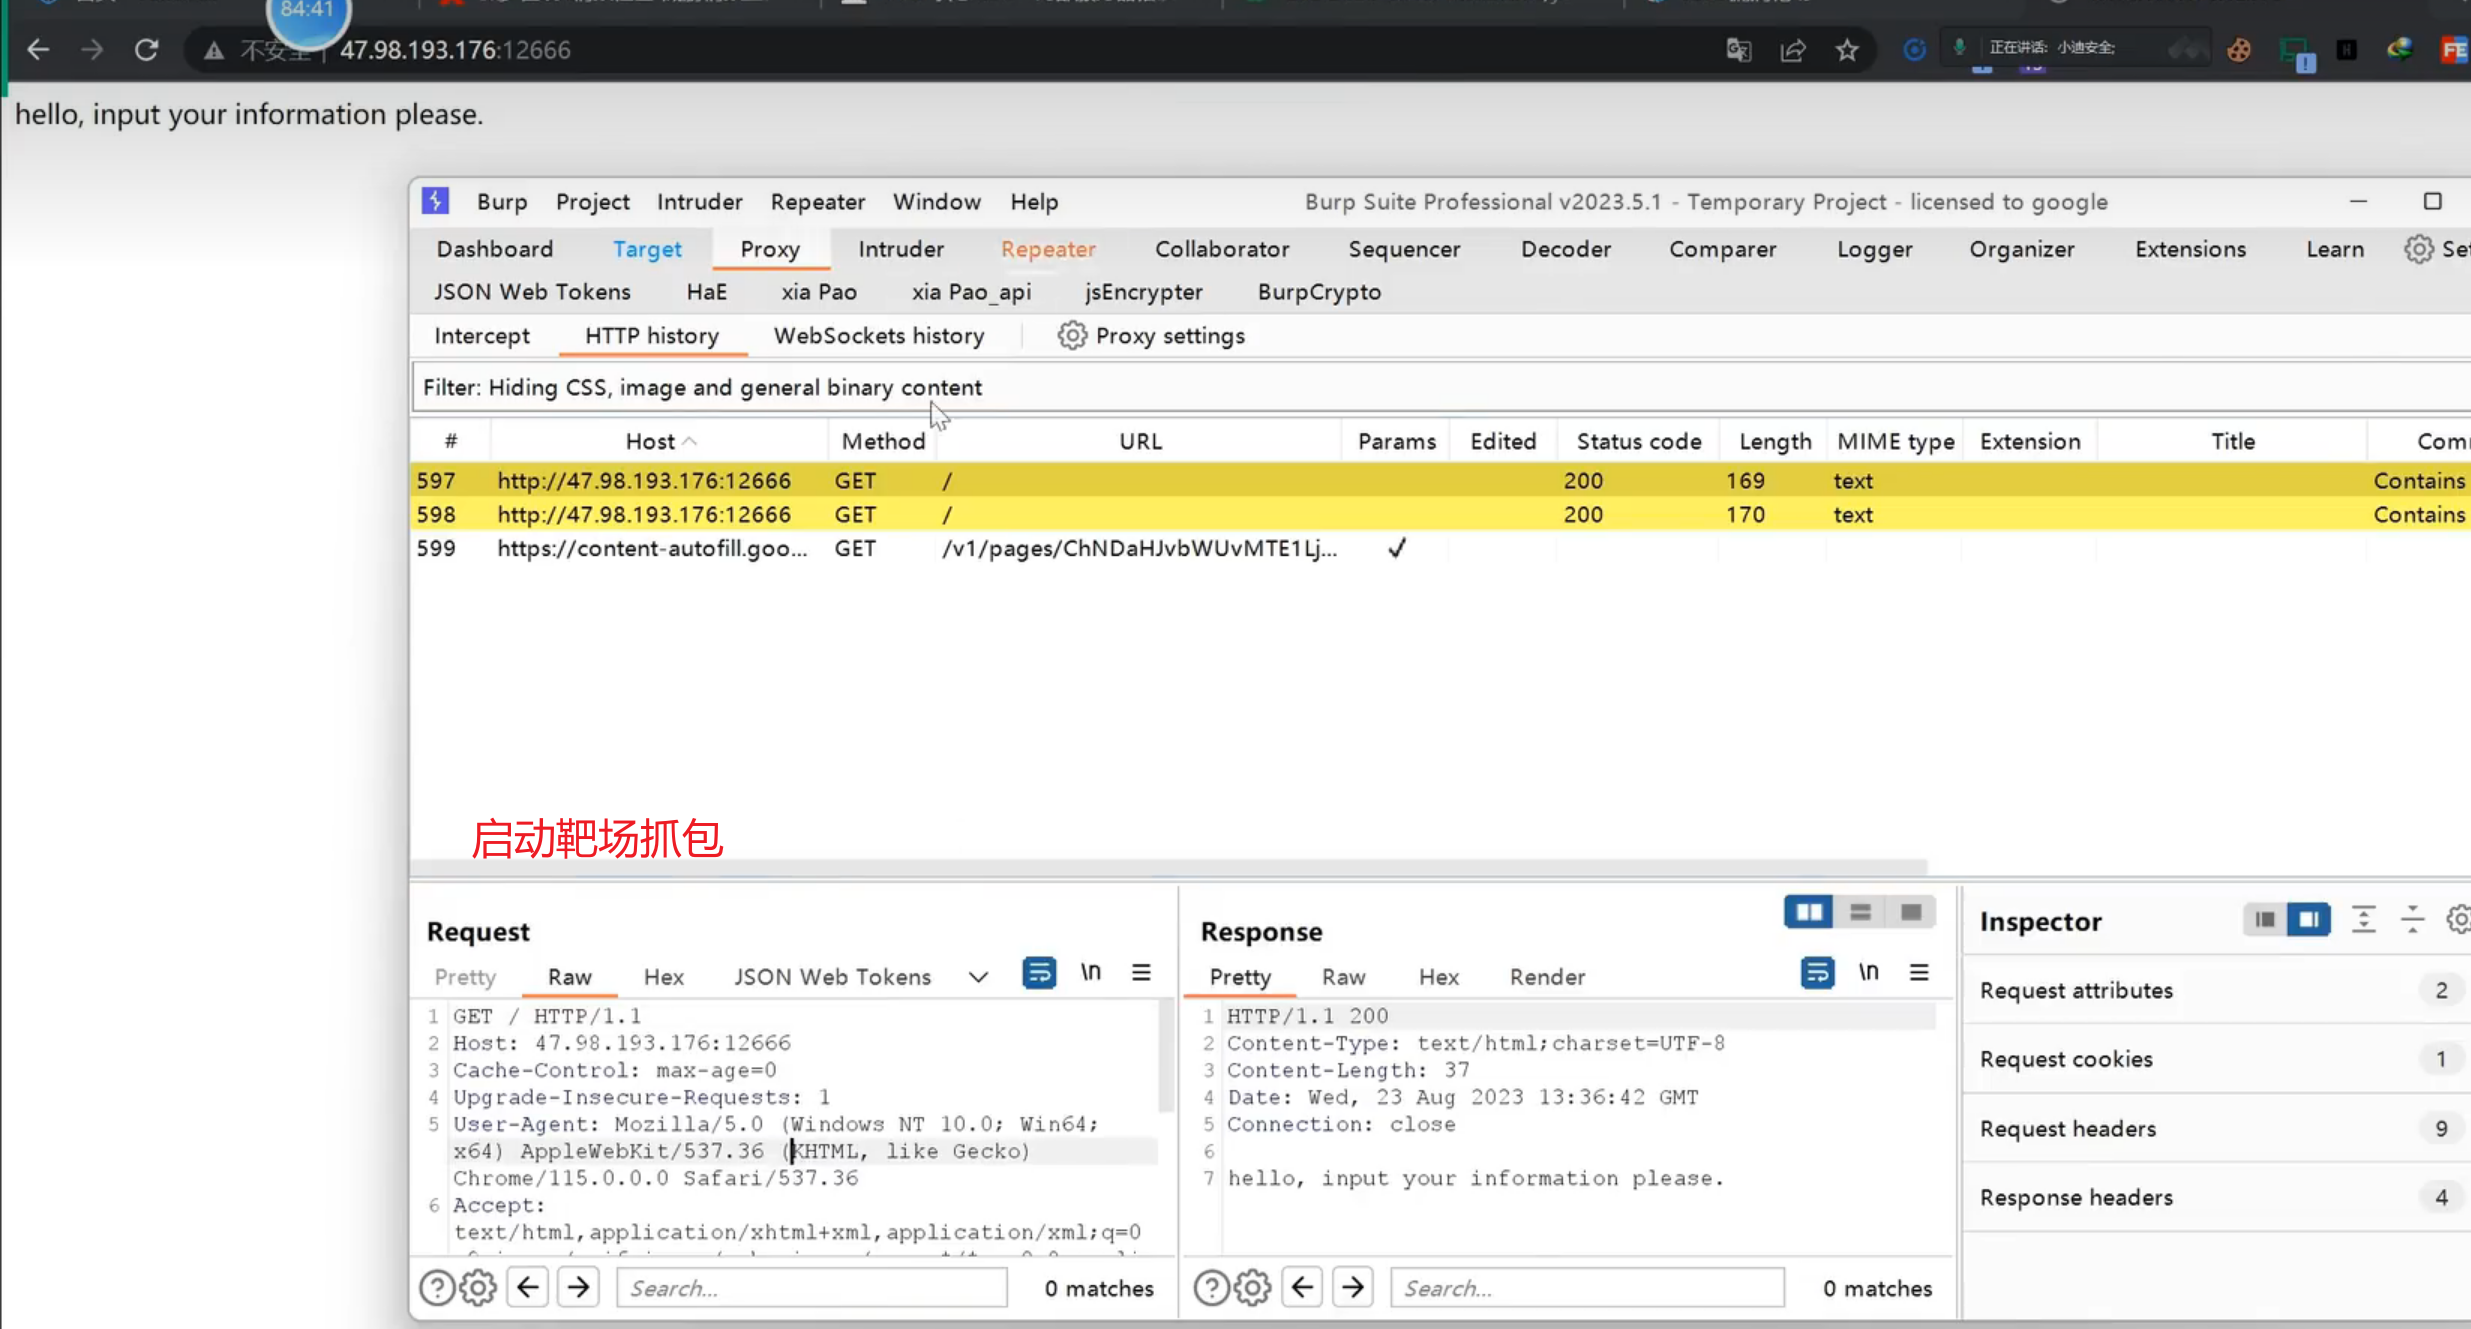 84:41
不安全 | 47.98.193.176:12666
正在讲话: 小迪安全;
hello, input your information please.
Burp Project Intruder Repeater Window Help Burp Suite Professional v2023.5.1 - Temporary Project - licensed to google
Dashboard Target Proxy Intruder Repeater Collaborator Sequencer Decoder Comparer Logger Organizer Extensions Learn Set
JSON Web Tokens HaE xia Pao xia Pao_api jsEncrypter BurpCrypto
Intercept HTTP history WebSockets history Proxy settings
Filter: Hiding CSS, image and general binary content
# Host Method URL Params Edited Status code Length MIME type Extension Title Com
597 http://47.98.193.176:12666 GET / 200 169 text Contains
598 http://47.98.193.176:12666 GET / 200 170 text Contains
599 https://content-autofill.goo... GET /v1/pages/ChNDaHJvbWUvMTE1Lj... ✓
启动靶场抓包
Request
Pretty Raw Hex JSON Web Tokens \n
1 GET / HTTP/1.1
2 Host: 47.98.193.176:12666
3 Cache-Control: max-age=0
4 Upgrade-Insecure-Requests: 1
5 User-Agent: Mozilla/5.0 (Windows NT 10.0; Win64;
x64) AppleWebKit/537.36 (KHTML, like Gecko)
Chrome/115.0.0.0 Safari/537.36
6 Accept:
text/html,application/xhtml+xml,application/xml;q=0
Search... 0 matches
Response
Pretty Raw Hex Render \n
1 HTTP/1.1 200
2 Content-Type: text/html;charset=UTF-8
3 Content-Length: 37
4 Date: Wed, 23 Aug 2023 13:36:42 GMT
5 Connection: close
6
7 hello, input your information please.
Search... 0 matches
Inspector
Request attributes 2
Request cookies 1
Request headers 9
Response headers 4